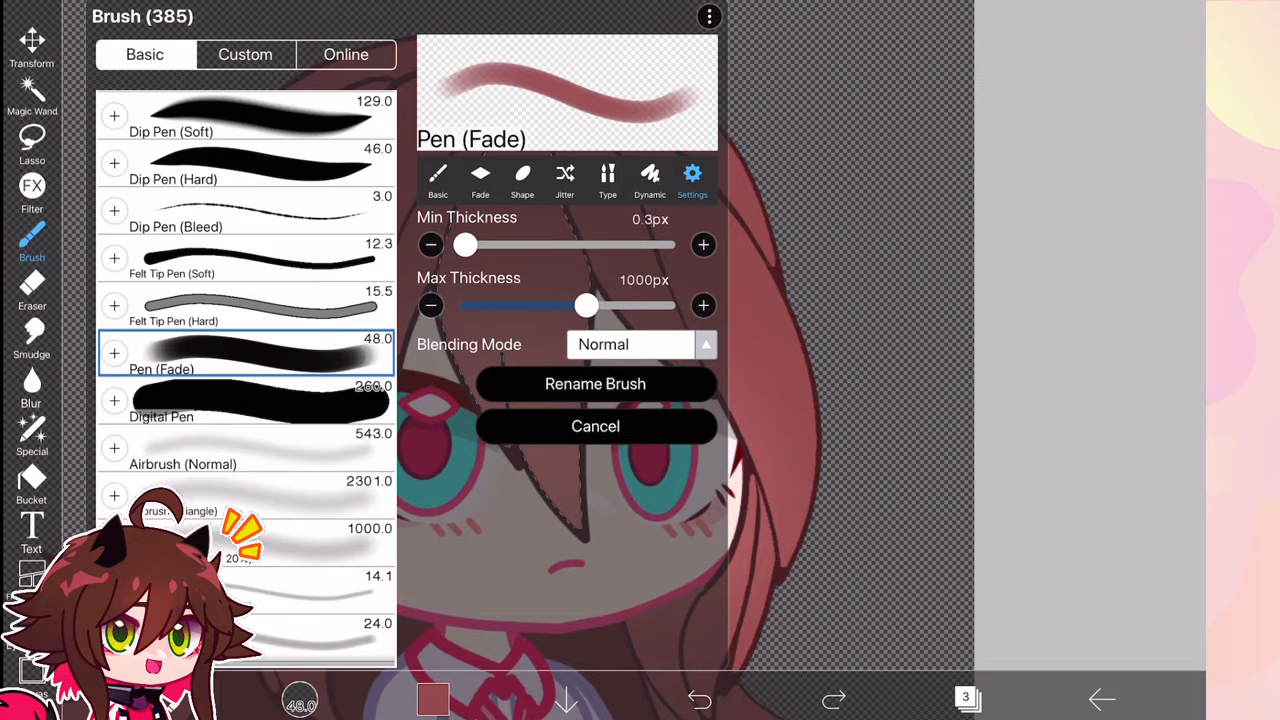 Brush (385)
Basic
Custom
Online
Transform
Magic Wand
Lasso
FX
Filter
Brush
Eraser
Smudge
Blur
Special
Bucket
T
Text
129.0
Dip Pen (Soft)
46.0
Dip Pen (Hard)
3.0
Dip Pen (Bleed)
12.3
Felt Tip Pen (Soft)
15.5
Felt Tip Pen (Hard)
48.0
Pen (Fade)
260.0
Digital Pen
543.0
Airbrush (Normal)
2301.0
1000.0
20%
14.1
24.0
Pen (Fade)
Basic
Fade
Shape
Jitter
Type
Dynamic
Settings
Min Thickness
0.3px
Max Thickness
1000px
Blending Mode
Normal
Rename Brush
Cancel
48.0
3